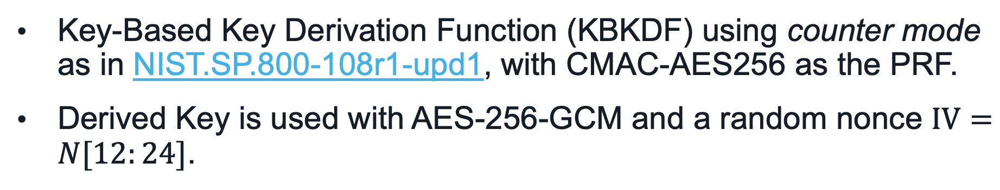 • Key-Based Key Derivation Function (KBKDF) using counter mode
as in NIST.SP.800-108r1-upd1, with CMAC-AES256 as the PRF.
• Derived Key is used with AES-256-GCM and a random nonce IV =
N[12: 24].